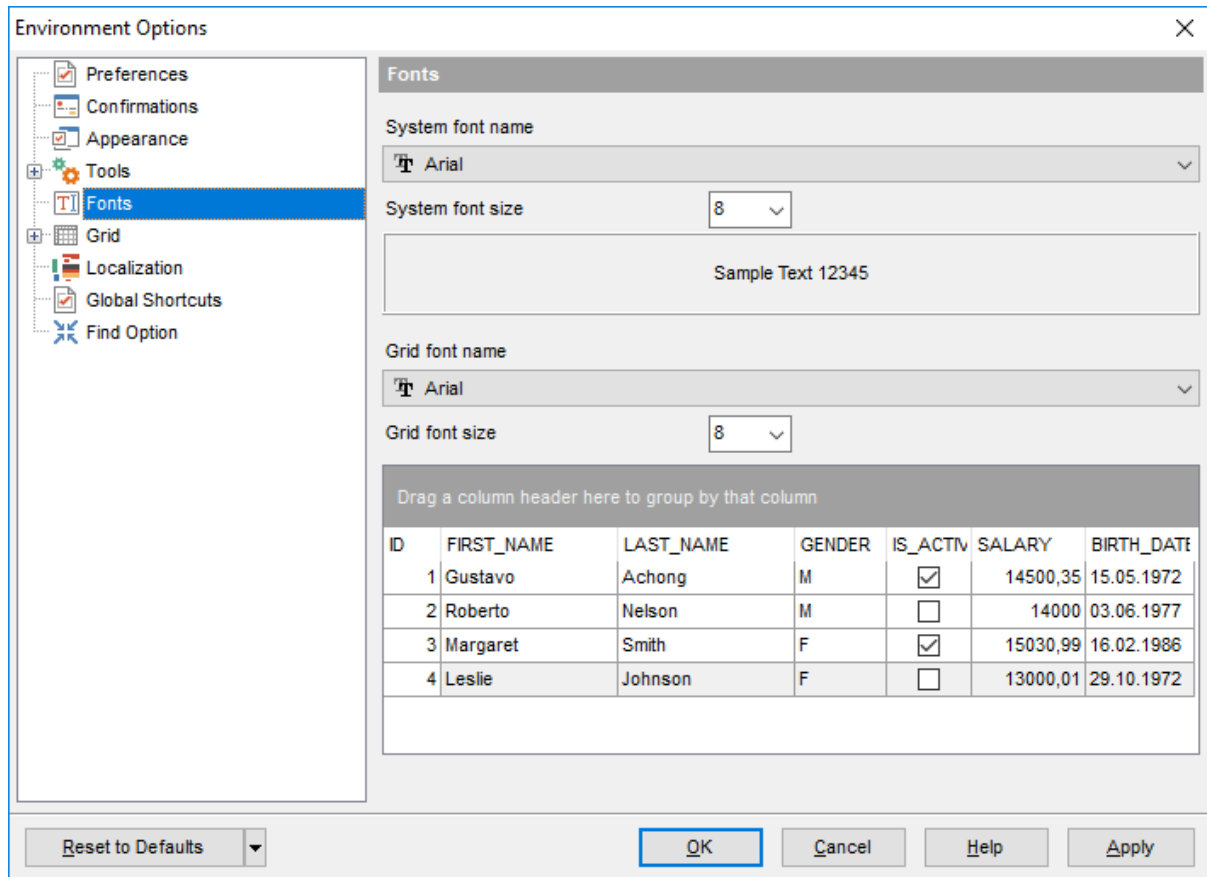 Environment Options
Preferences
Confirmations
Appearance
Tools
Fonts
Grid
Localization
Global Shortcuts
Find Option
Fonts
System font name
Arial
System font size 8
Sample Text 12345
Grid font name
Arial
Grid font size 8
Drag a column header here to group by that column
ID FIRST_NAME LAST_NAME GENDER IS_ACTIV SALARY BIRTH_DATE
1 Gustavo Achong M 14500,35 15.05.1972
2 Roberto Nelson M 14000 03.06.1977
3 Margaret Smith F 15030,99 16.02.1986
4 Leslie Johnson F 13000,01 29.10.1972
Reset to Defaults OK Cancel Help Apply